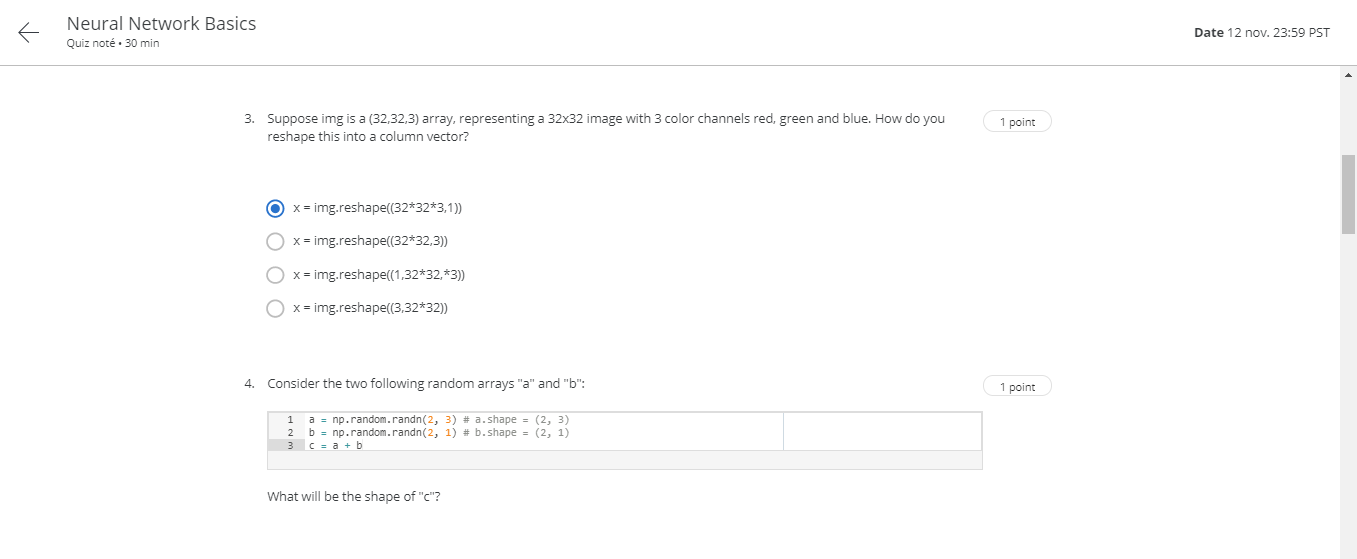 Neural Network Basics
Quiz noté • 30 min
Date 12 nov. 23:59 PST
3. Suppose img is a (32,32,3) array, representing a 32x32 image with 3 color channels red, green and blue. How do you
reshape this into a column vector?
1 point
x = img.reshape((32*32*3,1))
x = img.reshape((32*32,3))
x = img.reshape((1,32*32,*3))
x = img.reshape((3,32*32))
4. Consider the two following random arrays "a" and "b":
1 point
1 a = np.random.randn(2, 3) # a.shape = (2, 3)
2 b = np.random.randn(2, 1) # b.shape = (2, 1)
3 c = a + b
What will be the shape of "c"?